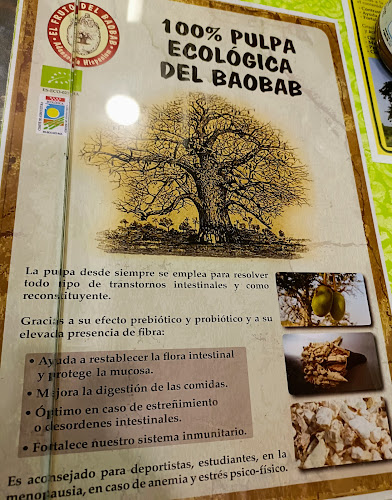 EL FRUTO DEL BAOBAB
100% PULPA
ECOLÓGICA
DEL BAOBAB
La pulpa desde siempre se emplea para resolver
todo tipo de transtornos intestinales y como
reconstituyente.
Gracias a su efecto prebiótico y probiótico y a su
elevada presencia de fibra:
• Ayuda a restablecer la flora intestinal
y protege la mucosa.
• Mejora la digestión de las comidas.
• Óptimo en caso de estreñimiento
o desordenes intestinales.
• Fortalece nuestro sistema inmunitario.
Es aconsejado para deportistas, estudiantes, en la
menopausia, en caso de anemia y estrés psico-físico.